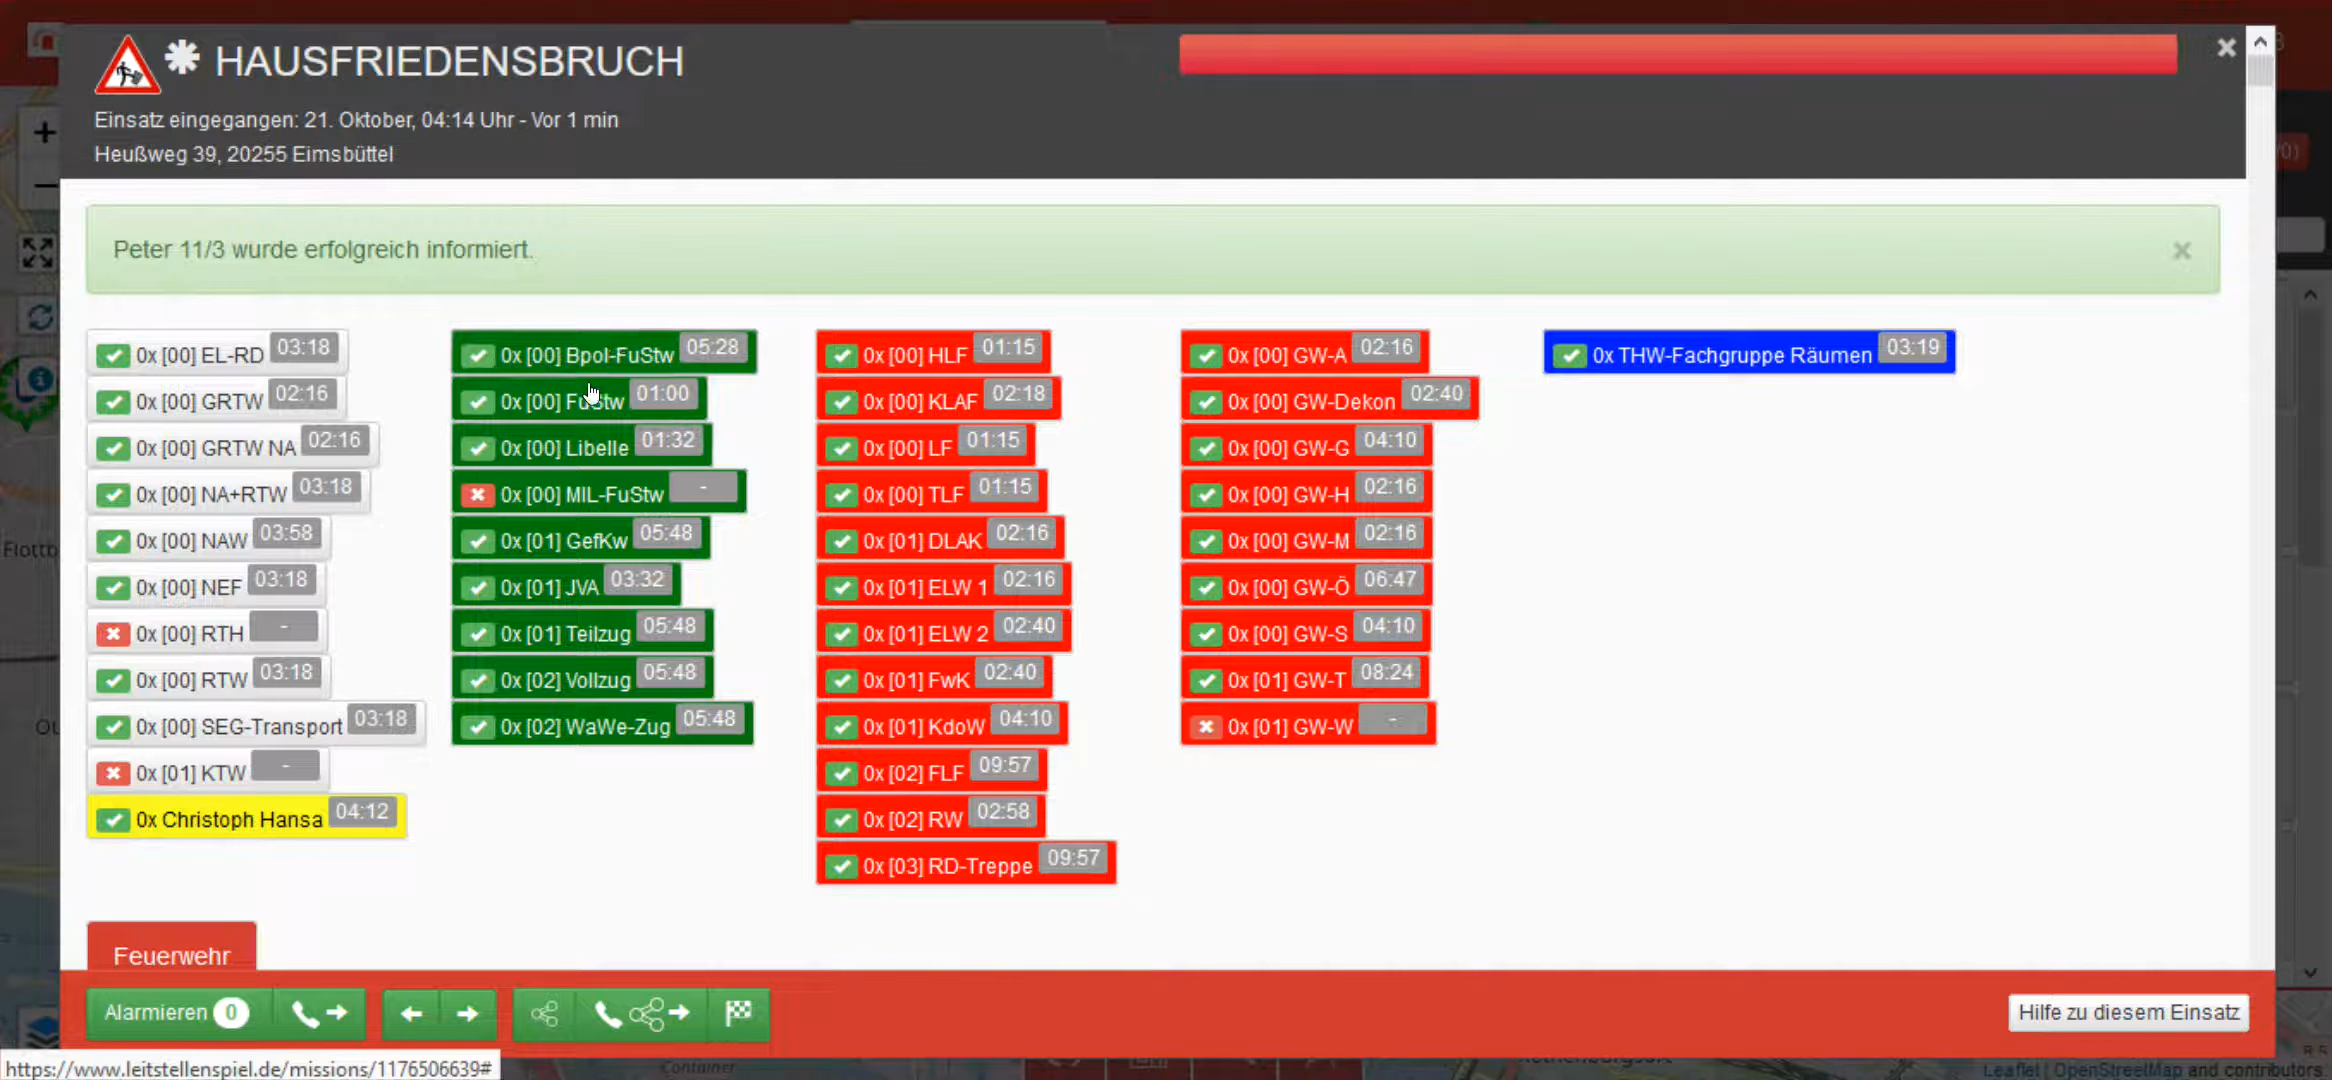 HAUSFRIEDENSBRUCH
Einsatz eingegangen: 21. Oktober, 04:14 Uhr - Vor 1 min
Heußweg 39, 20255 Eimsbüttel
Peter 11/3 wurde erfolgreich informiert.
0x [00] EL-RD 03:18
0x [00] GRTW 02:16
0x [00] GRTW NA 02:16
0x [00] NA+RTW 03:18
0x [00] NAW 03:58
0x [00] NEF 03:18
0x [00] RTH -
0x [00] RTW 03:18
0x [00] SEG-Transport 03:18
0x [01] KTW -
0x Christoph Hansa 04:12
0x [00] Bpol-FuStw 05:28
0x [00] FuStw 01:00
0x [00] Libelle 01:32
0x [00] MIL-FuStw -
0x [01] GefKw 05:48
0x [01] JVA 03:32
0x [01] Teilzug 05:48
0x [02] Vollzug 05:48
0x [02] WaWe-Zug 05:48
0x [00] HLF 01:15
0x [00] KLAF 02:18
0x [00] LF 01:15
0x [00] TLF 01:15
0x [01] DLAK 02:16
0x [01] ELW 1 02:16
0x [01] ELW 2 02:40
0x [01] FwK 02:40
0x [01] KdoW 04:10
0x [02] FLF 09:57
0x [02] RW 02:58
0x [03] RD-Treppe 09:57
0x [00] GW-A 02:16
0x [00] GW-Dekon 02:40
0x [00] GW-G 04:10
0x [00] GW-H 02:16
0x [00] GW-M 02:16
0x [00] GW-Ö 06:47
0x [00] GW-S 04:10
0x [01] GW-T 08:24
0x [01] GW-W -
0x THW-Fachgruppe Räumen 03:19
Feuerwehr
Alarmieren 0
Hilfe zu diesem Einsatz
https://www.leitstellenspiel.de/missions/1176506639#
Container
Leaflet | OpenStreetMap and contributors